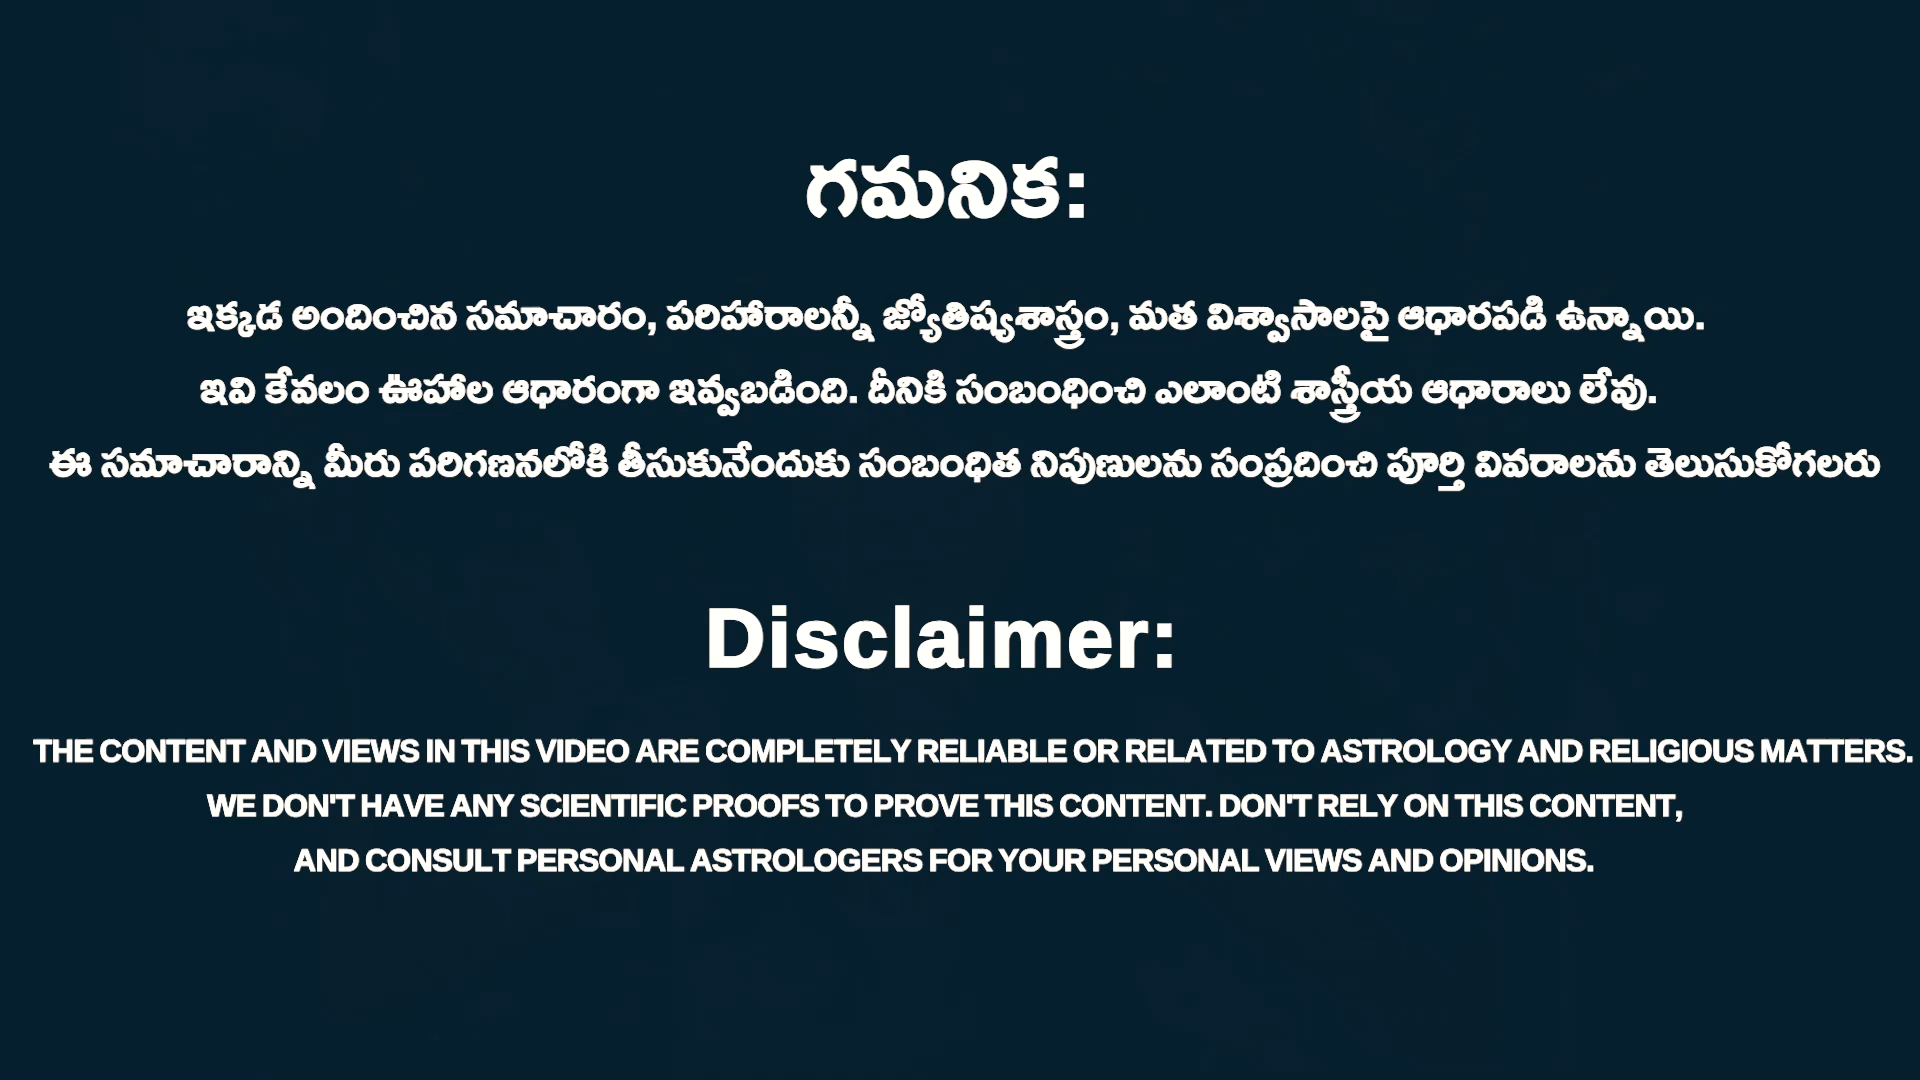 గమనిక:
ఇక్కడ అందించిన సమాచారం, పరిహారాలన్నీ జ్యోతిష్యశాస్త్రం, మత విశ్వాసాలపై ఆధారపడి ఉన్నాయి.
ఇవి కేవలం ఊహాల ఆధారంగా ఇవ్వబడింది. దీనికి సంబంధించి ఎలాంటి శాస్త్రీయ ఆధారాలు లేవు.
ఈ సమాచారాన్ని మీరు పరిగణనలోకి తీసుకునేందుకు సంబంధిత నిపుణులను సంప్రదించి పూర్తి వివరాలను తెలుసుకోగలరు
Disclaimer:
THE CONTENT AND VIEWS IN THIS VIDEO ARE COMPLETELY RELIABLE OR RELATED TO ASTROLOGY AND RELIGIOUS MATTERS.
WE DON'T HAVE ANY SCIENTIFIC PROOFS TO PROVE THIS CONTENT. DON'T RELY ON THIS CONTENT,
AND CONSULT PERSONAL ASTROLOGERS FOR YOUR PERSONAL VIEWS AND OPINIONS.